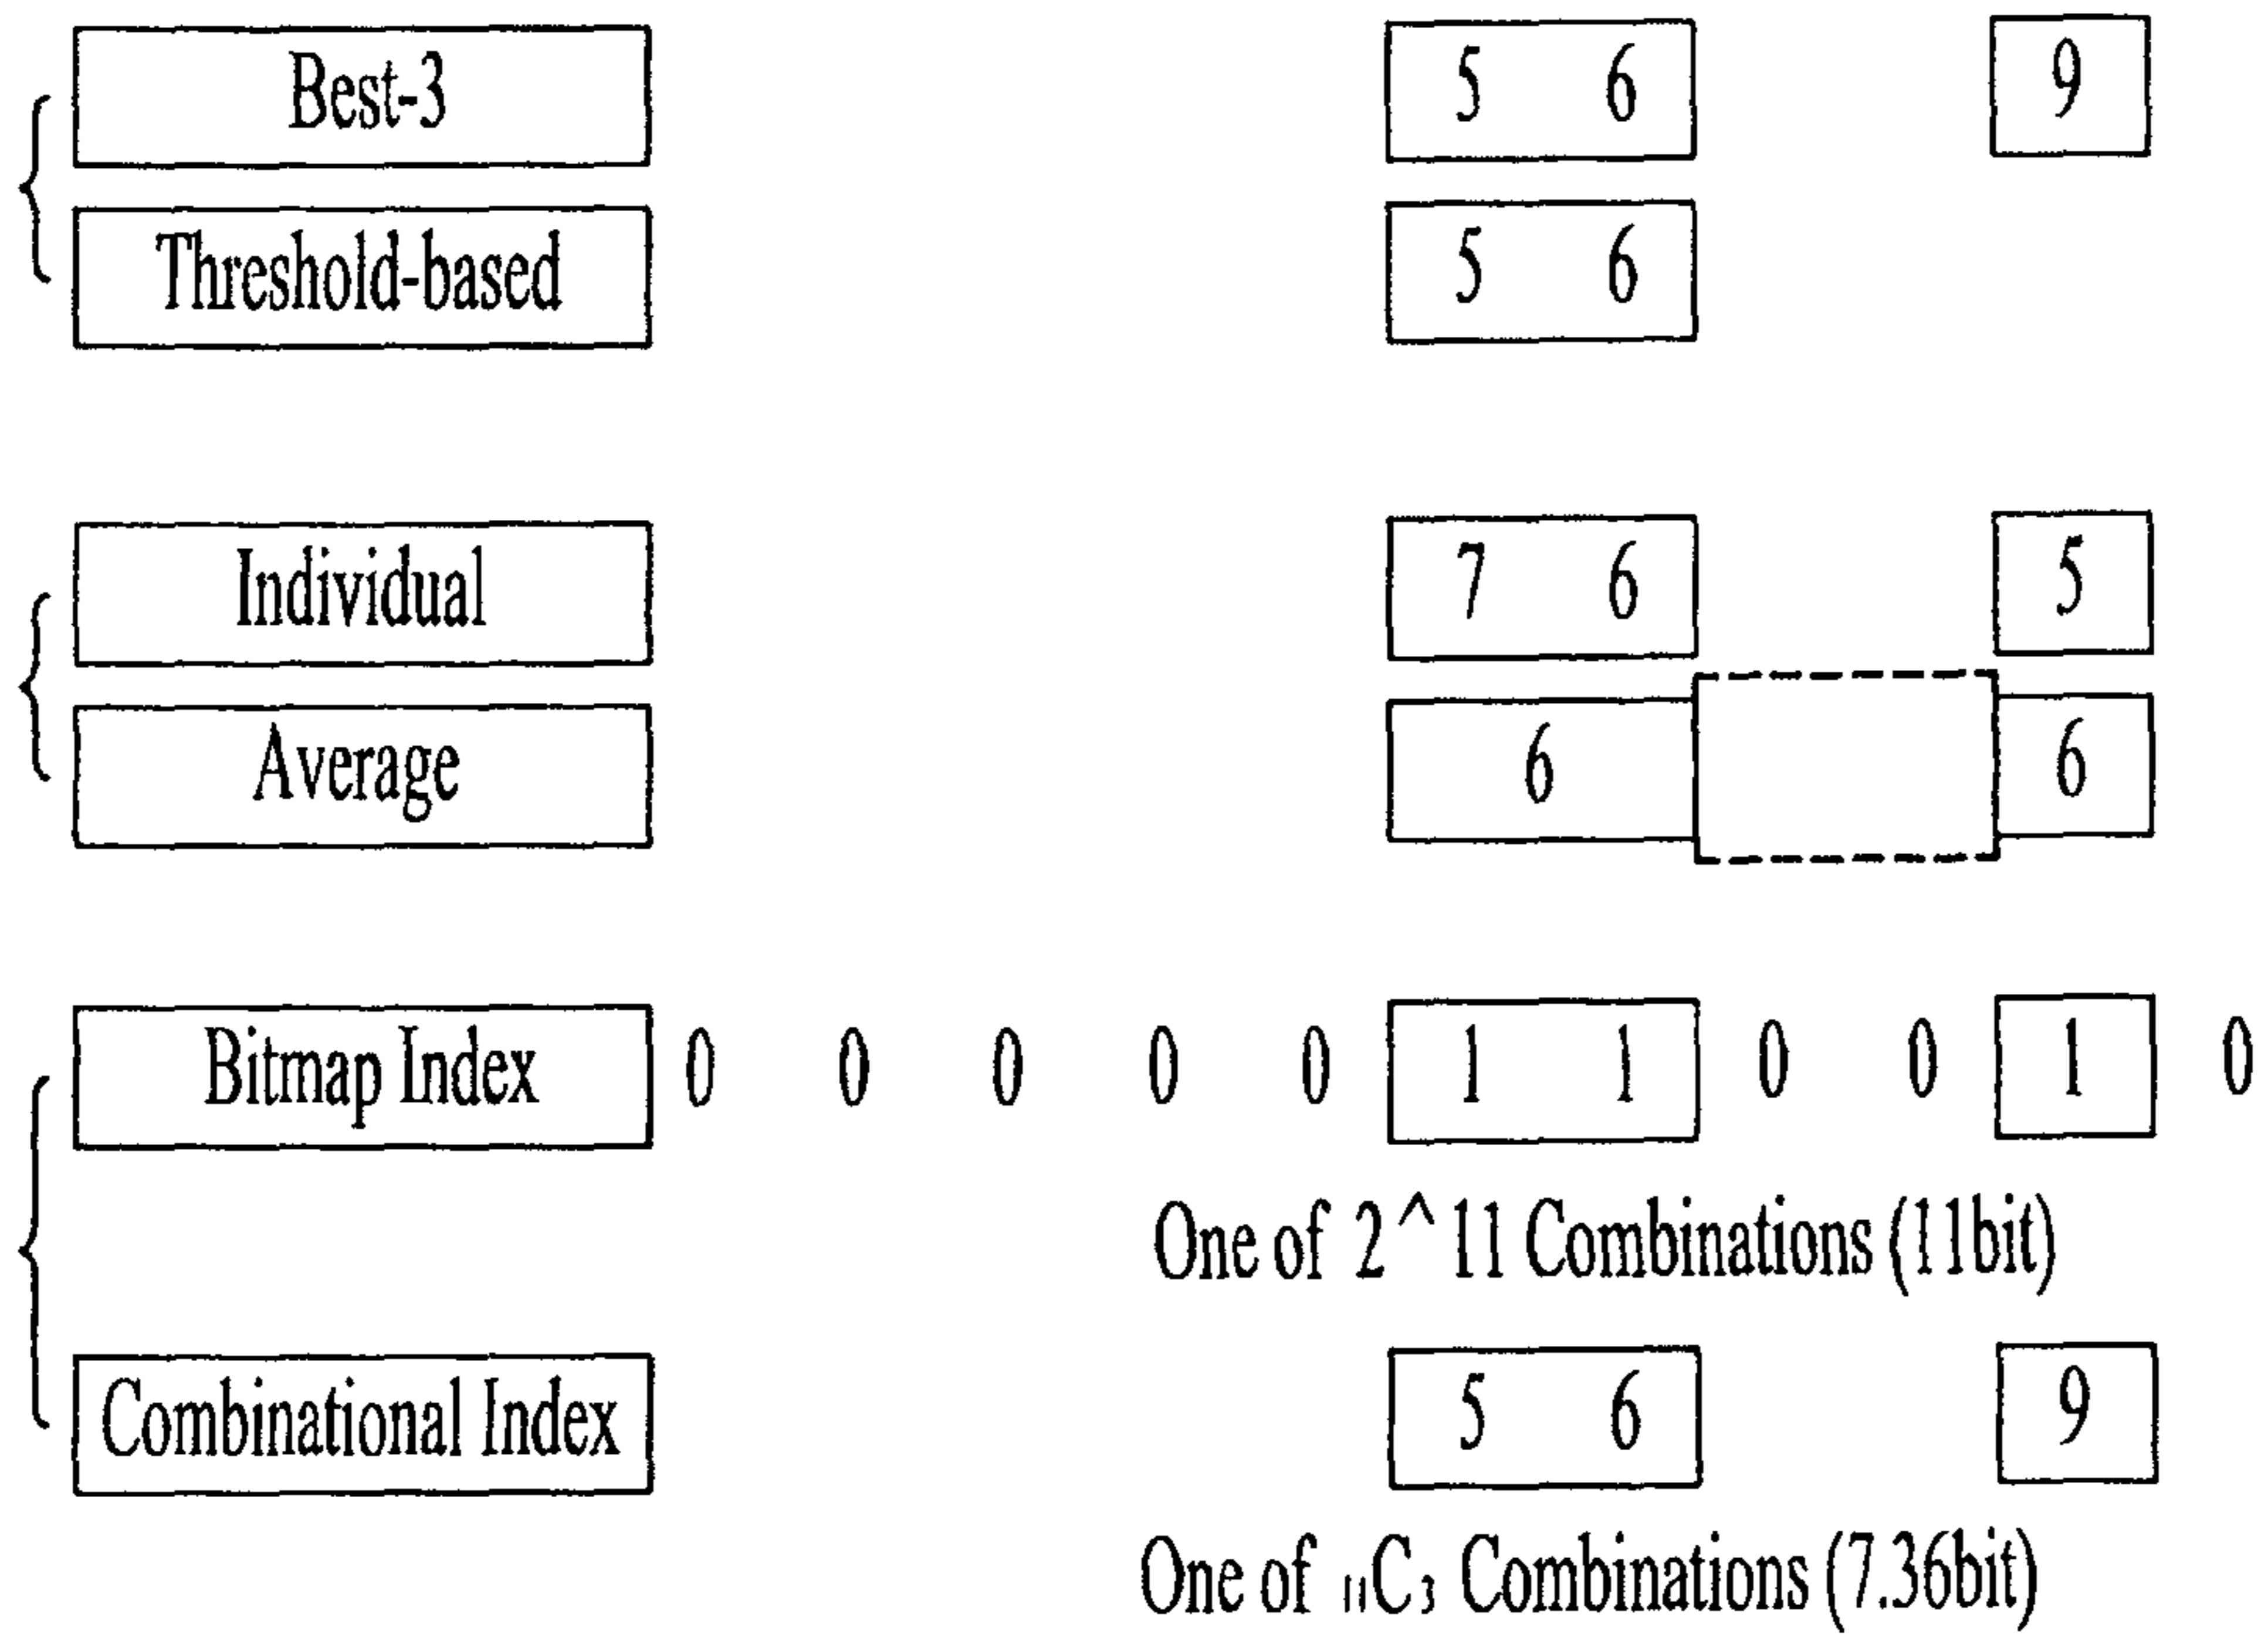 Best-3 5 6 9
Threshold-based 5 6
Individual 7 6 5
Average 6 6
Bitmap Index 0 0 0 0 0 1 1 0 0 1 0
One of 2^11 Combinations (11bit)
Combinational Index 5 6 9
One of ₁₁C₃ Combinations (7.36bit)